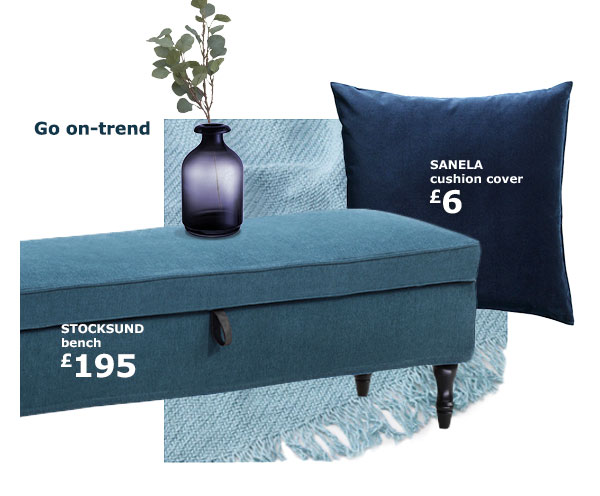 Go on-trend
SANELA
cushion cover
£6
STOCKSUND
bench
£195